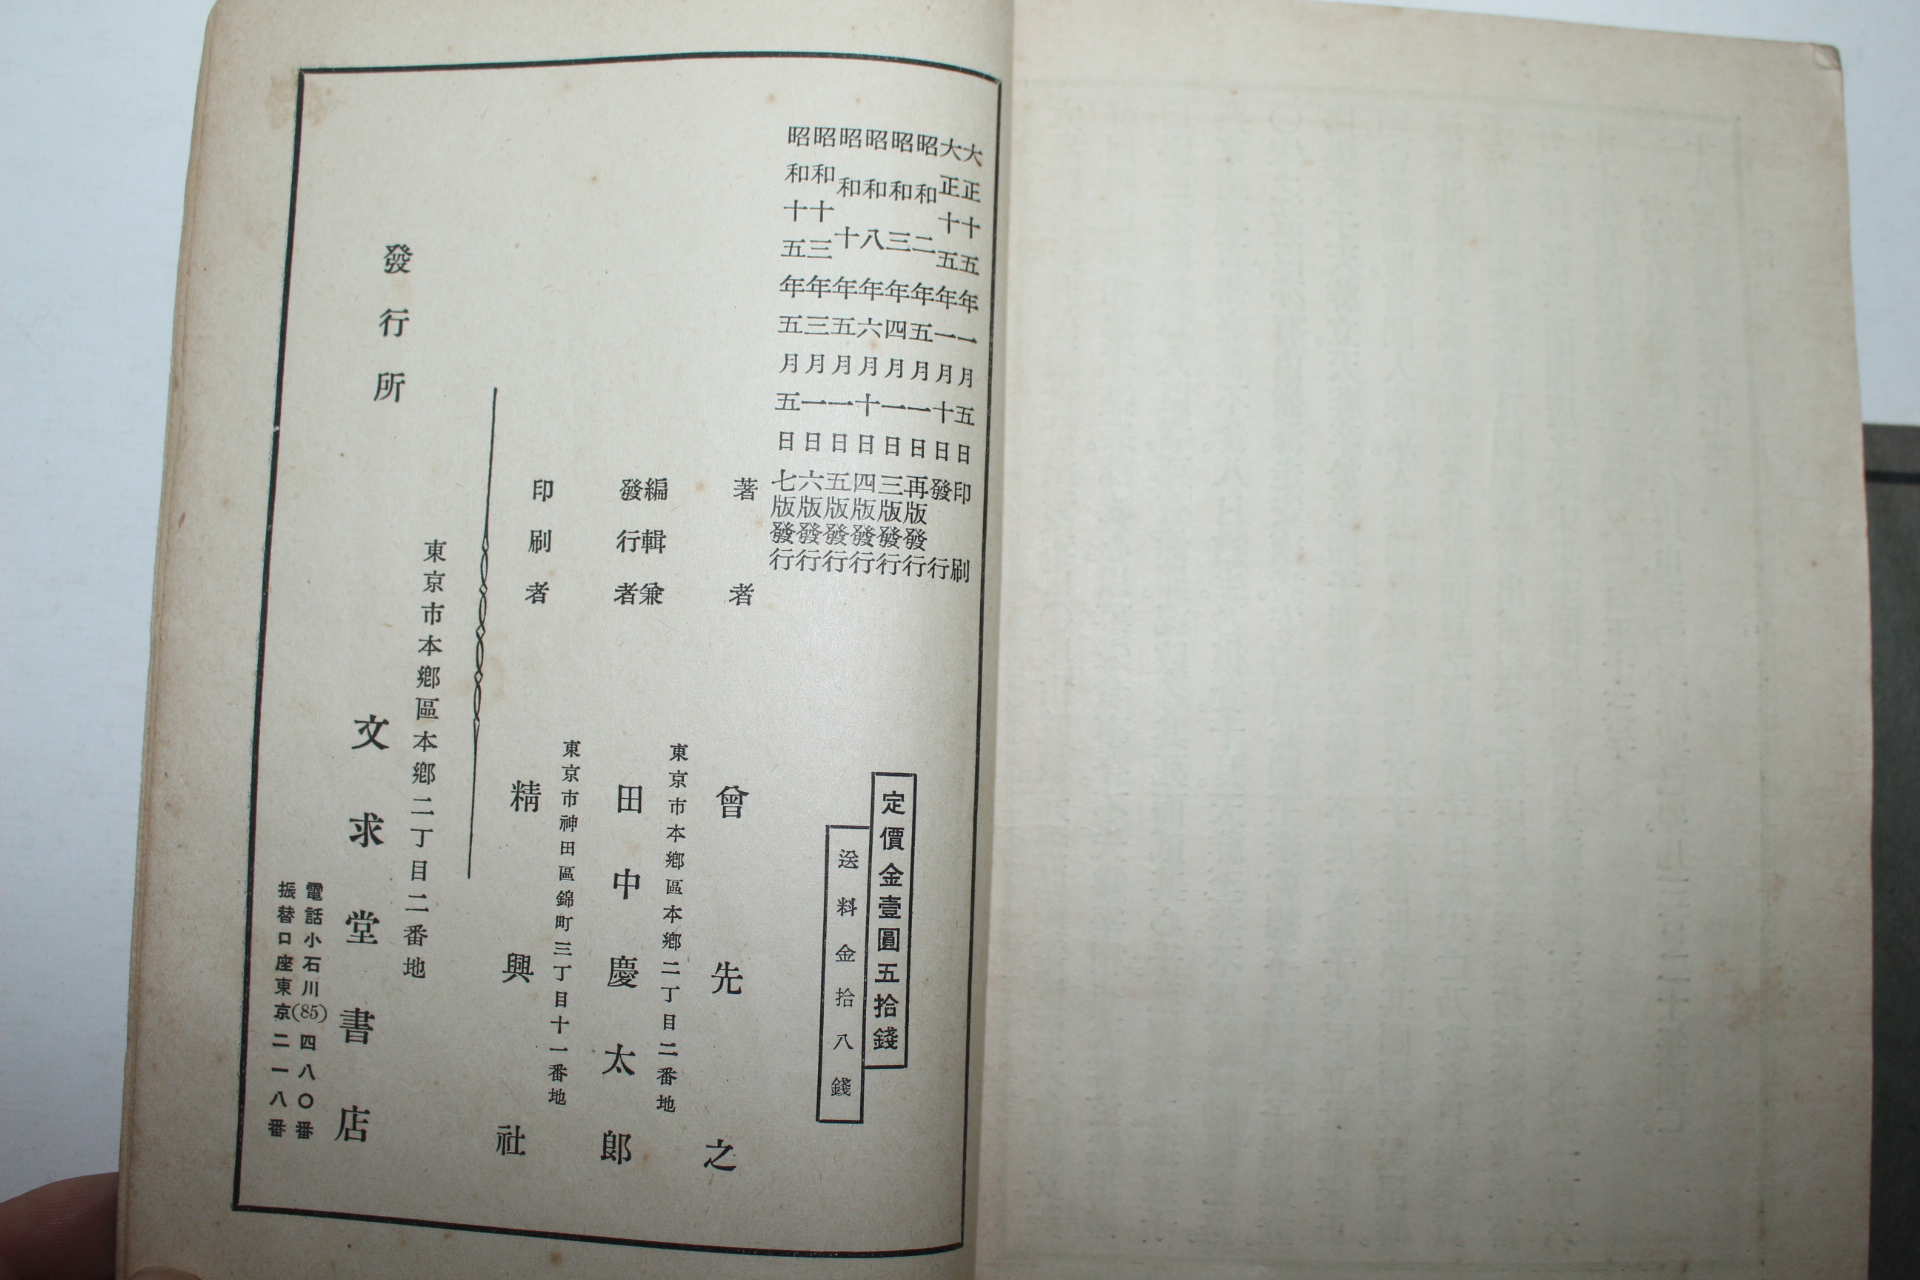 大正十五年一月五日印刷
大正十五年一月十日發行
昭和二年五月一日再版發行
昭和三年四月一日三版發行
昭和八年六月十日四版發行
昭和十年五月一日五版發行
昭和十三年三月一日六版發行
昭和十五年五月五日七版發行
定價金壹圓五拾錢
送料金拾八錢
著者 曾先之
東京市本鄉區本鄉二丁目二番地
編輯兼
發行者 田中慶太郎
東京市神田區錦町三丁目十一番地
印刷者 精興社
東京市本鄉區本鄉二丁目二番地
發行所 文求堂書店
電話小石川(85)四八〇番
振替口座東京二一八番